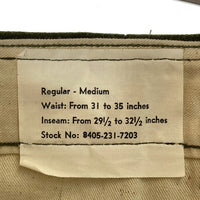 Regular - Medium
Waist: From 31 to 35 inches
Inseam: From 29½ to 32½ inches
Stock No: 8405-231-7203